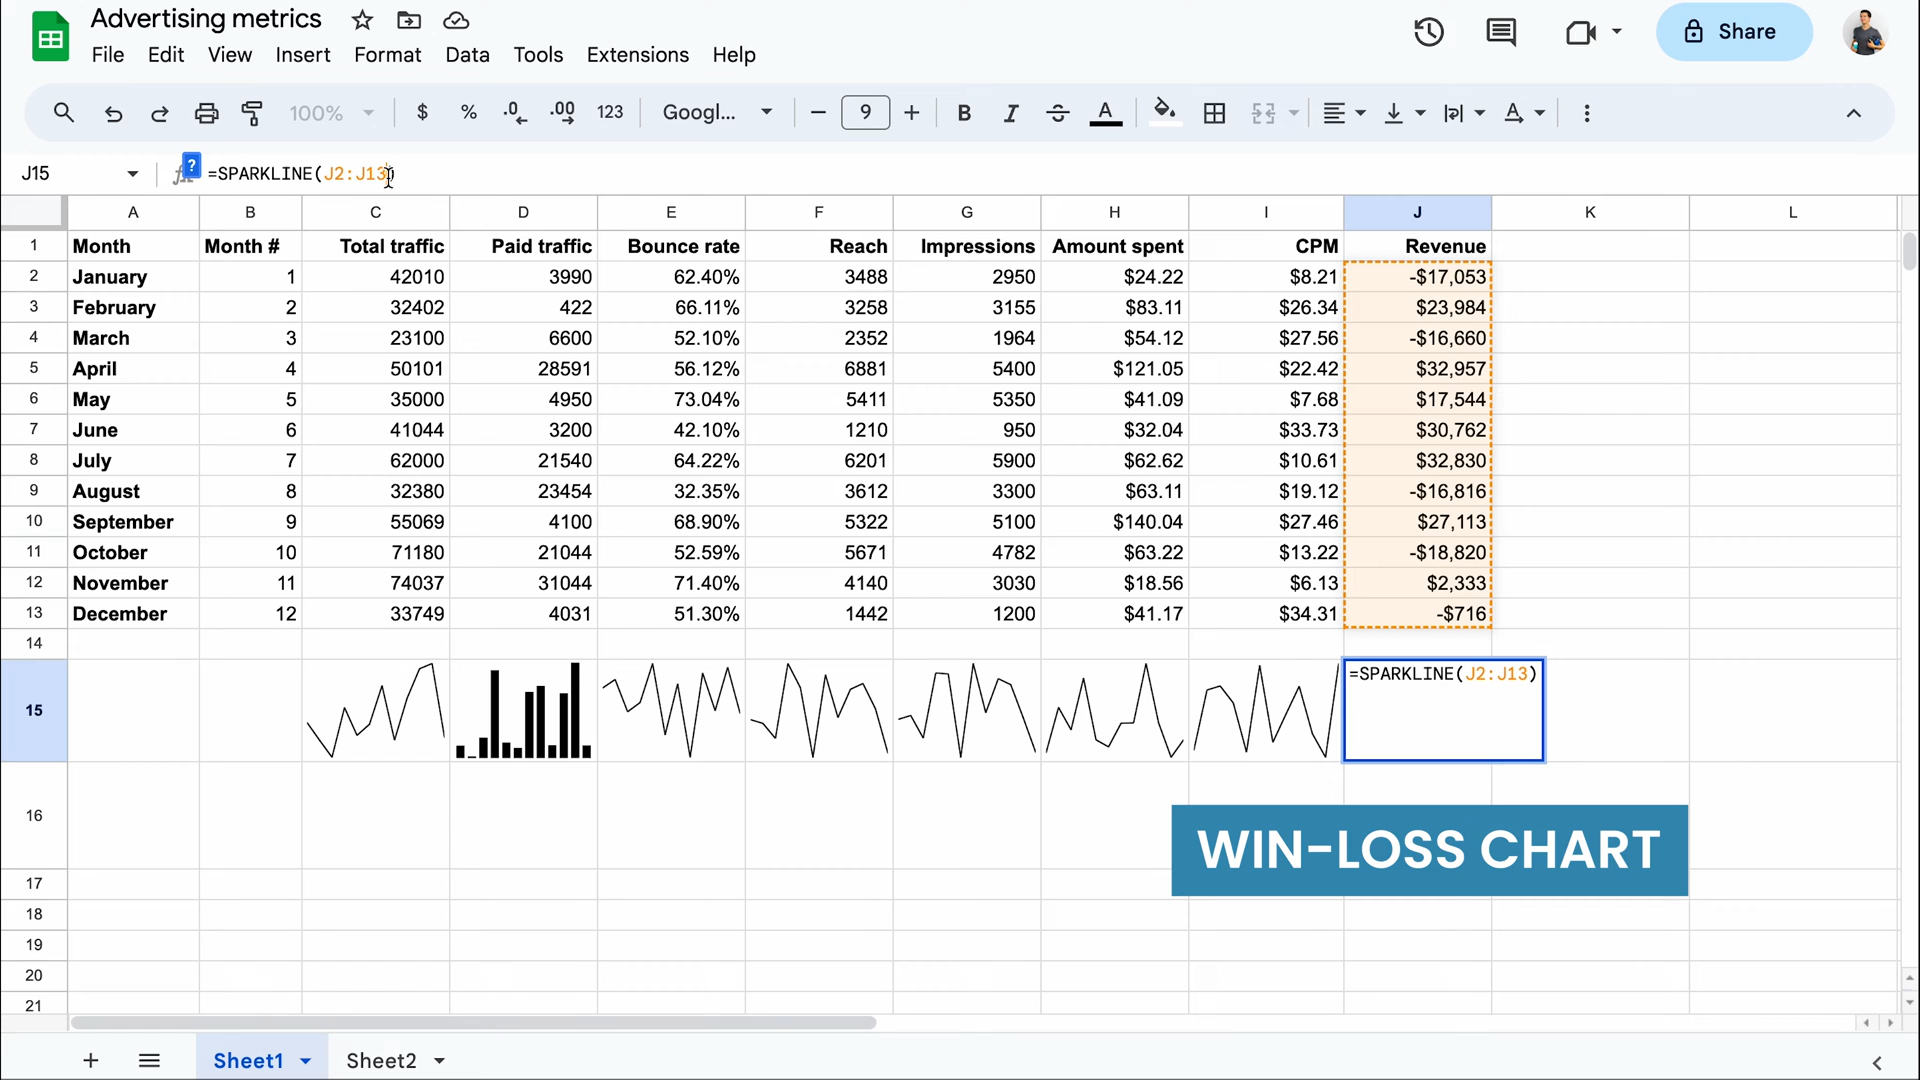 Advertising metrics
File Edit View Insert Format Data Tools Extensions Help
Share
100% $ % .0 .00 123 Googl... 9 B I A
J15 ? =SPARKLINE(J2:J13)
A B C D E F G H I J K L
1 Month Month # Total traffic Paid traffic Bounce rate Reach Impressions Amount spent CPM Revenue
2 January 1 42010 3990 62.40% 3488 2950 $24.22 $8.21 -$17,053
3 February 2 32402 422 66.11% 3258 3155 $83.11 $26.34 $23,984
4 March 3 23100 6600 52.10% 2352 1964 $54.12 $27.56 -$16,660
5 April 4 50101 28591 56.12% 6881 5400 $121.05 $22.42 $32,957
6 May 5 35000 4950 73.04% 5411 5350 $41.09 $7.68 $17,544
7 June 6 41044 3200 42.10% 1210 950 $32.04 $33.73 $30,762
8 July 7 62000 21540 64.22% 6201 5900 $62.62 $10.61 $32,830
9 August 8 32380 23454 32.35% 3612 3300 $63.11 $19.12 -$16,816
10 September 9 55069 4100 68.90% 5322 5100 $140.04 $27.46 $27,113
11 October 10 71180 21044 52.59% 5671 4782 $63.22 $13.22 -$18,820
12 November 11 74037 31044 71.40% 4140 3030 $18.56 $6.13 $2,333
13 December 12 33749 4031 51.30% 1442 1200 $41.17 $34.31 -$716
14
15 =SPARKLINE(J2:J13)
16
WIN-LOSS CHART
17
18
19
20
21
Sheet1 Sheet2